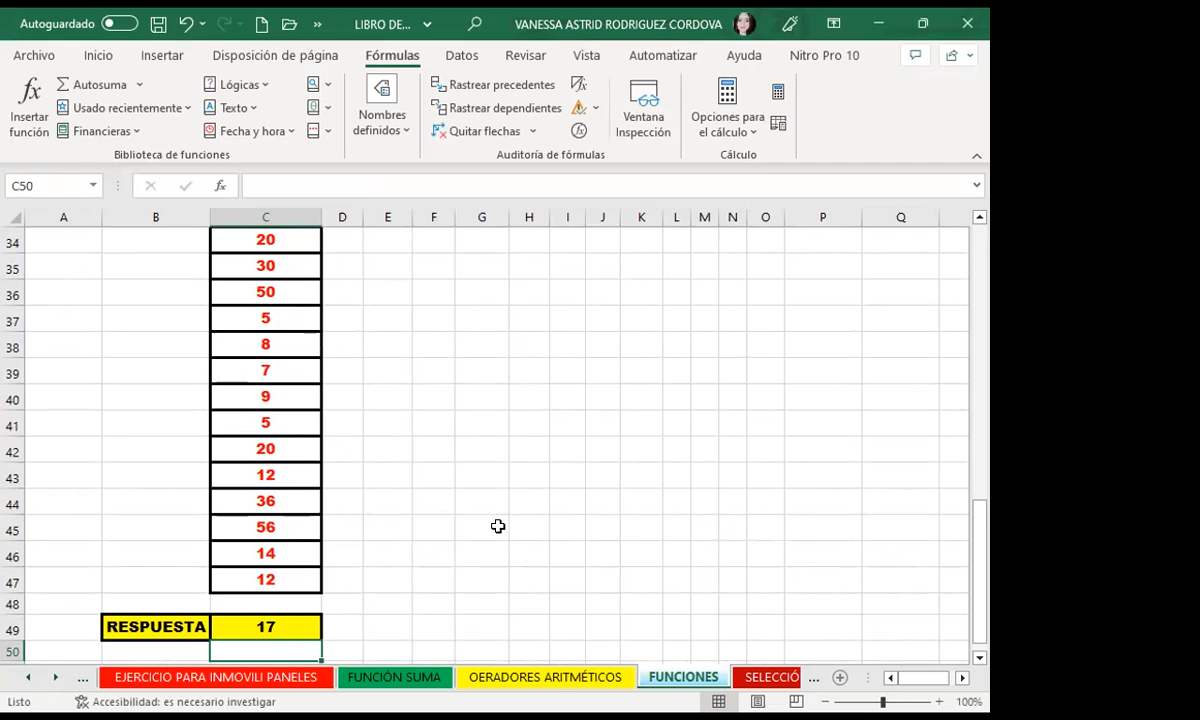 Autoguardado LIBRO DE... VANESSA ASTRID RODRIGUEZ CORDOVA
Archivo Inicio Insertar Disposición de página Fórmulas Datos Revisar Vista Automatizar Ayuda Nitro Pro 10
Insertar función
Autosuma
Usado recientemente
Financieras
Lógicas
Texto
Fecha y hora
Biblioteca de funciones
Nombres definidos
Rastrear precedentes
Rastrear dependientes
Quitar flechas
Auditoría de fórmulas
Ventana Inspección
Opciones para el cálculo
Cálculo
C50 fx
A B C D E F G H I J K L M N O P Q
34 20
35 30
36 50
37 5
38 8
39 7
40 9
41 5
42 20
43 12
44 36
45 56
46 14
47 12
48
49 RESPUESTA 17
50
... EJERCICIO PARA INMOVILI PANELES FUNCIÓN SUMA OERADORES ARITMÉTICOS FUNCIONES SELECCIÓ ...
Listo Accesibilidad: es necesario investigar 100%